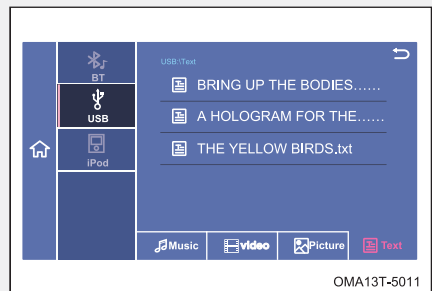 BT
USB
iPod
USB:\Text
BRING UP THE BODIES......
A HOLOGRAM FOR THE......
THE YELLOW BIRDS.txt
Music
video
Picture
Text
OMA13T-5011